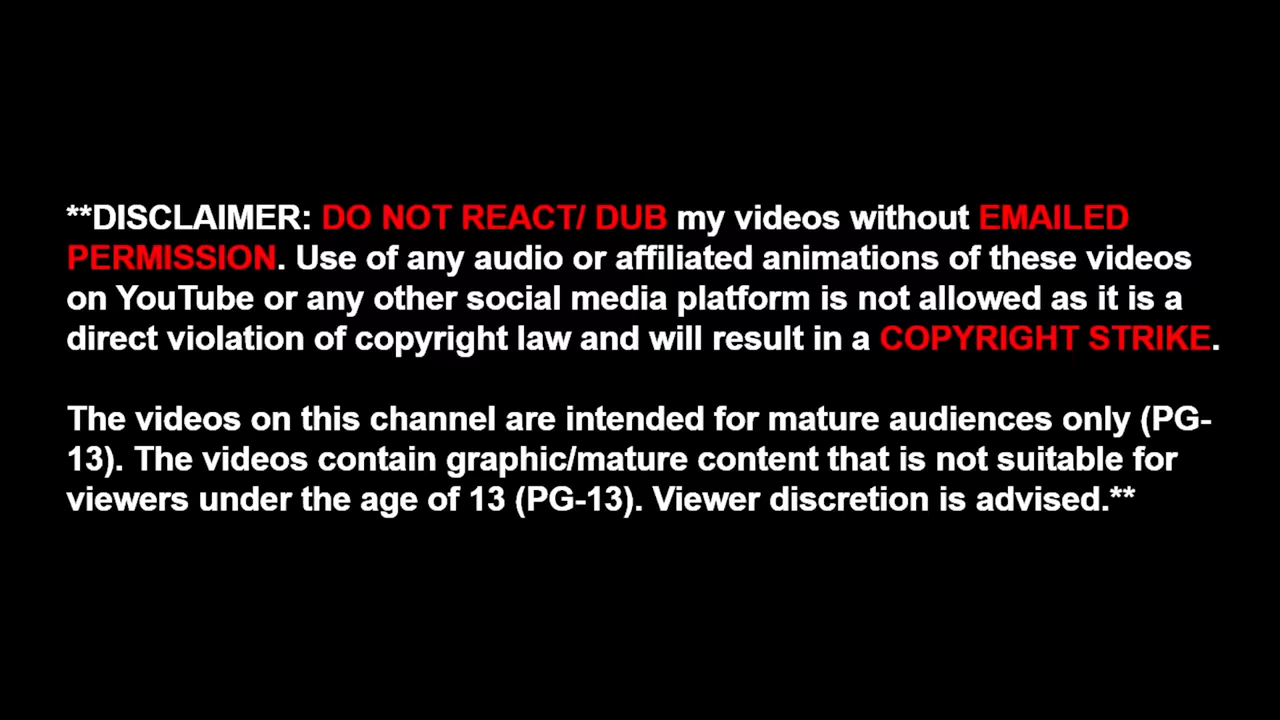 **DISCLAIMER: DO NOT REACT/ DUB my videos without EMAILED
PERMISSION. Use of any audio or affiliated animations of these videos
on YouTube or any other social media platform is not allowed as it is a
direct violation of copyright law and will result in a COPYRIGHT STRIKE.
The videos on this channel are intended for mature audiences only (PG-
13). The videos contain graphic/mature content that is not suitable for
viewers under the age of 13 (PG-13). Viewer discretion is advised.**